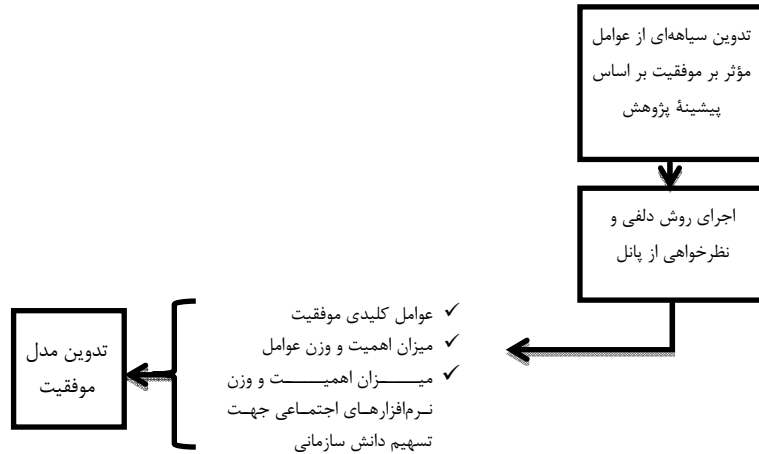 تدوین سیاهه‌ای از عوامل
مؤثر بر موفقیت بر اساس
پیشینۀ پژوهش
اجرای روش دلفی و
نظرخواهی از پانل
✓ عوامل کلیدی موفقیت
✓ میزان اهمیت و وزن عوامل
✓ میـــــزان اهمیـــــت و وزن
نـرم‌افزارهـای اجتمـاعی جهـت
تسهیم دانش سازمانی
تدوین مدل
موفقیت